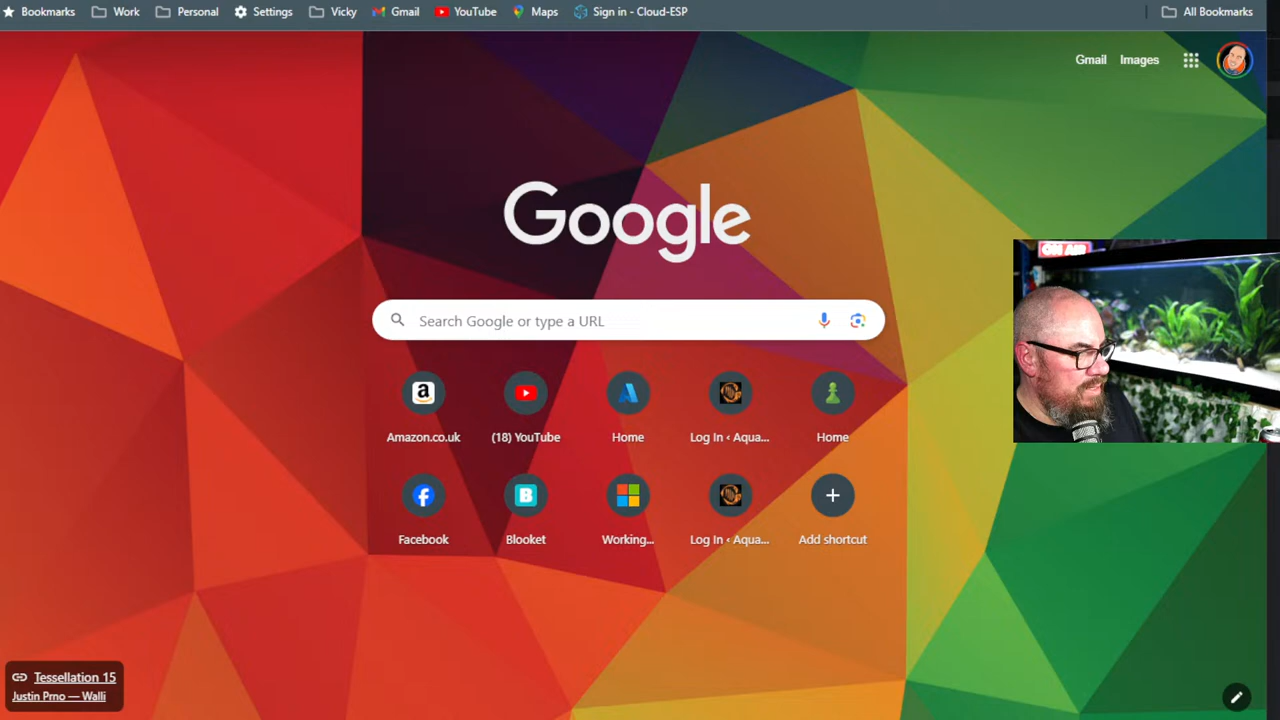 Bookmarks Work Personal Settings Vicky Gmail YouTube Maps Sign in - Cloud-ESP All Bookmarks
Gmail Images
ON AIR
Google
Search Google or type a URL
Amazon.co.uk (18) YouTube Home Log In ‹ Aqua... Home
Facebook Blooket Working... Log In ‹ Aqua... Add shortcut
Tessellation 15
Justin Prno — Walli